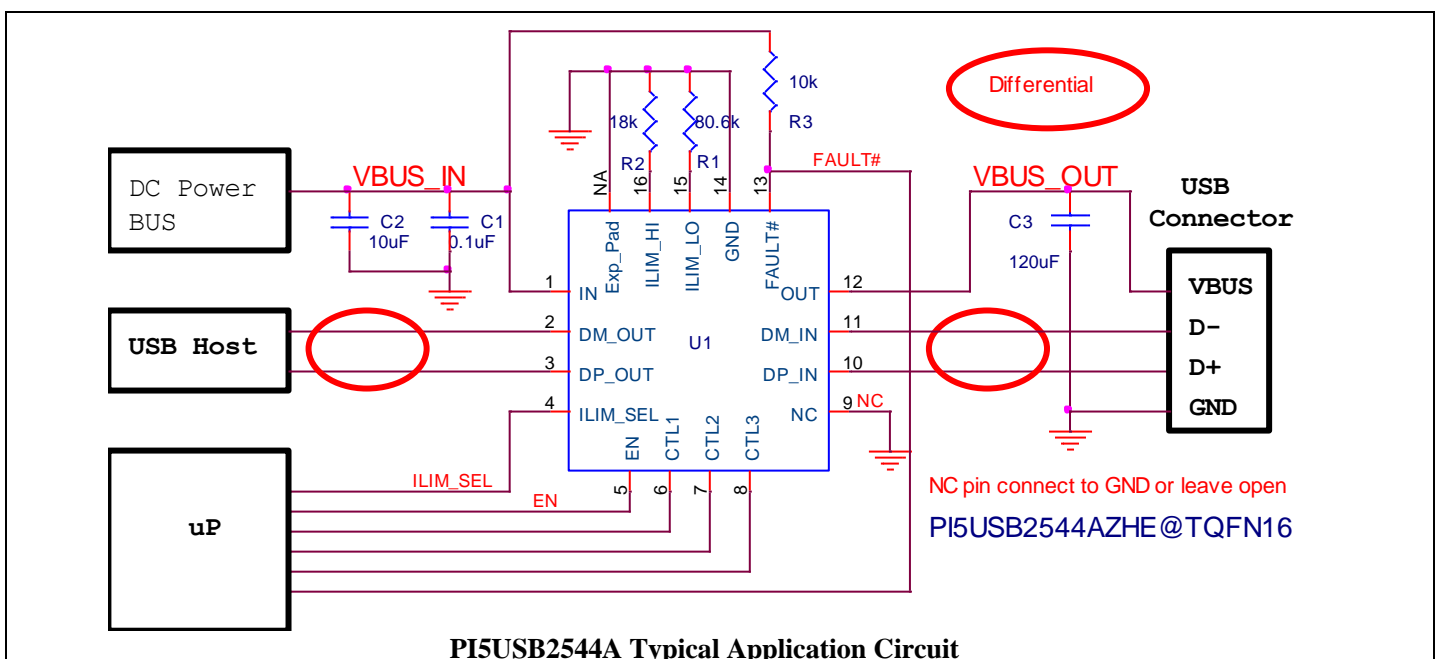 Differential
10k
R3
18k
R2
80.6k
R1
FAULT#
DC Power
BUS
VBUS_IN
C2
10uF
C1
0.1uF
VBUS_OUT
C3
120uF
USB
Connector
VBUS
D-
D+
GND
NA
16
15
14
13
Exp_Pad
ILIM_HI
ILIM_LO
GND
FAULT#
1
IN
OUT
12
USB Host
2
DM_OUT
U1
DM_IN
11
3
DP_OUT
DP_IN
10
4
ILIM_SEL
NC
9
NC
EN
CTL1
CTL2
CTL3
5
6
7
8
uP
ILIM_SEL
EN
NC pin connect to GND or leave open
PI5USB2544AZHE@TQFN16
PI5USB2544A Typical Application Circuit